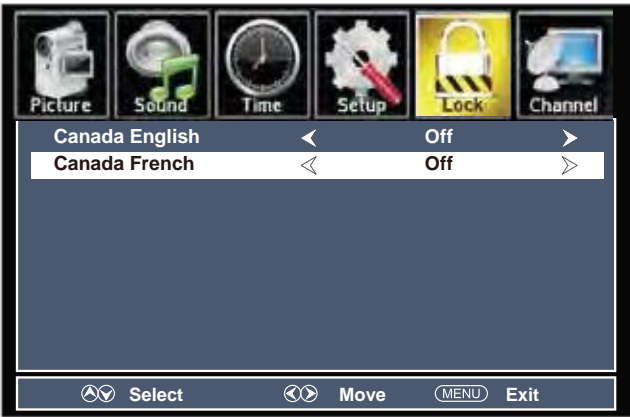 Picture Sound Time Setup Lock Channel
Canada English Off
Canada French Off
Select Move MENU Exit